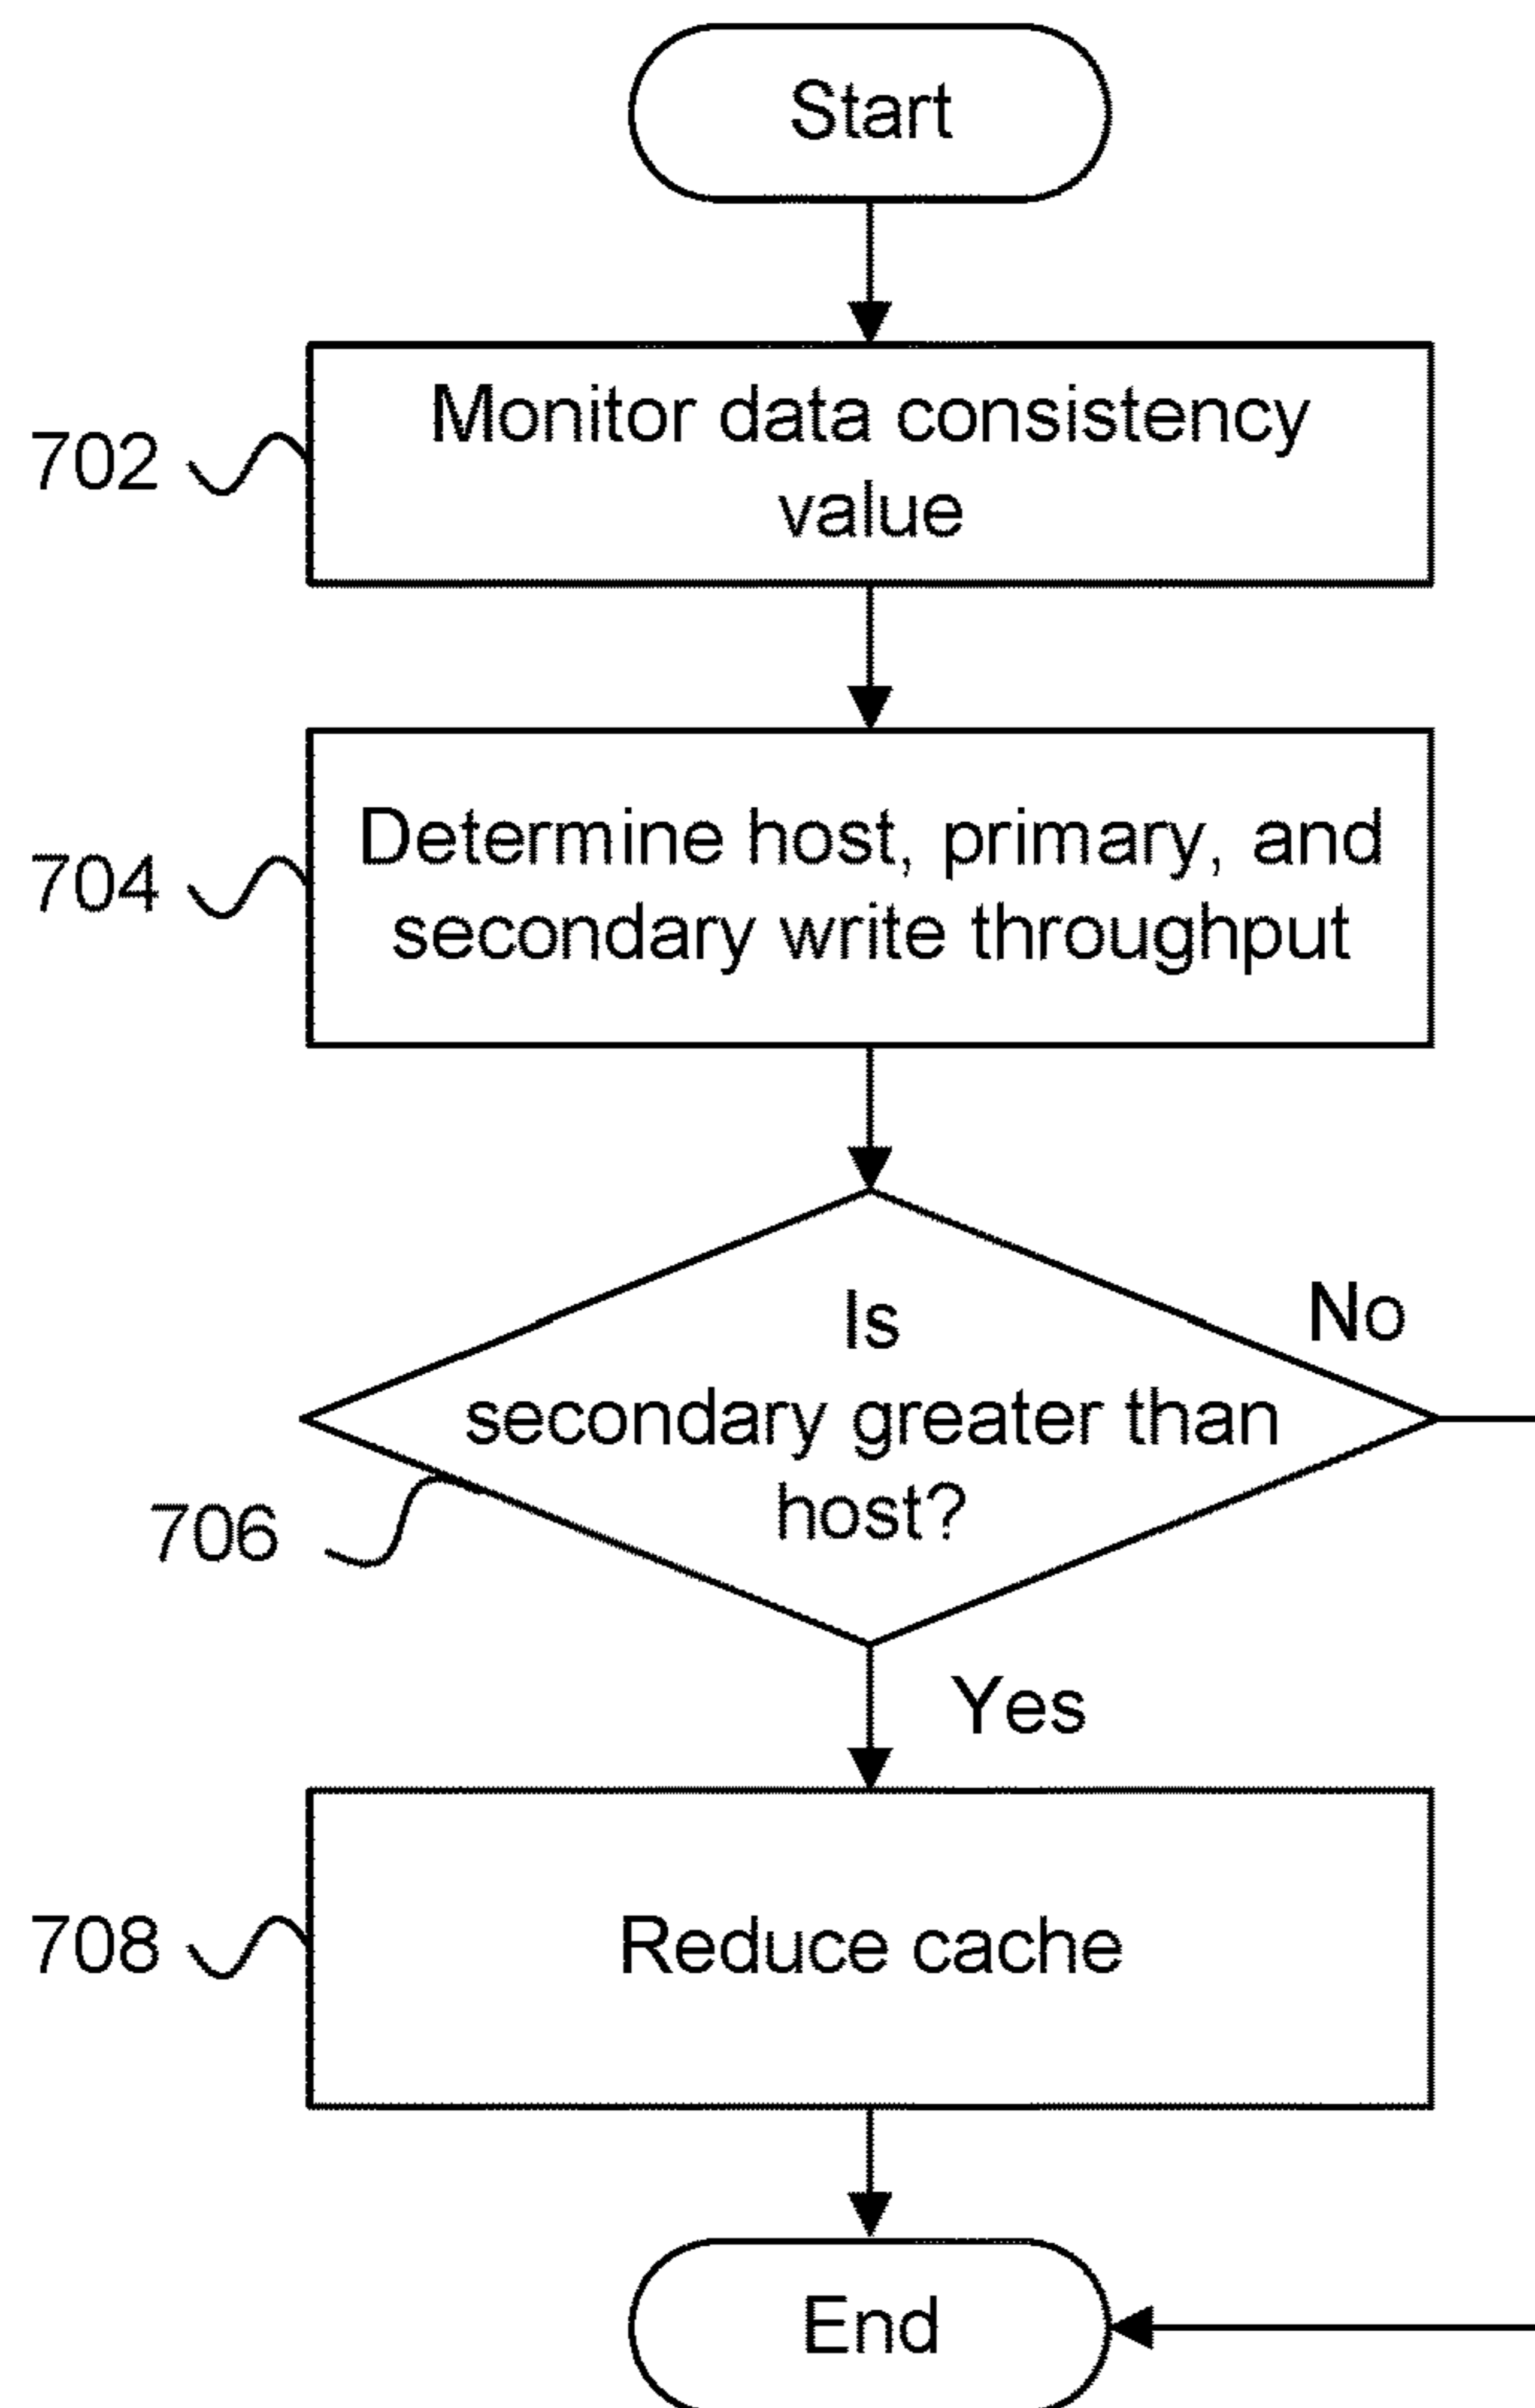 Start
702
Monitor data consistency
value
704
Determine host, primary, and
secondary write throughput
Is
secondary greater than
host?
No
706
Yes
708
Reduce cache
End